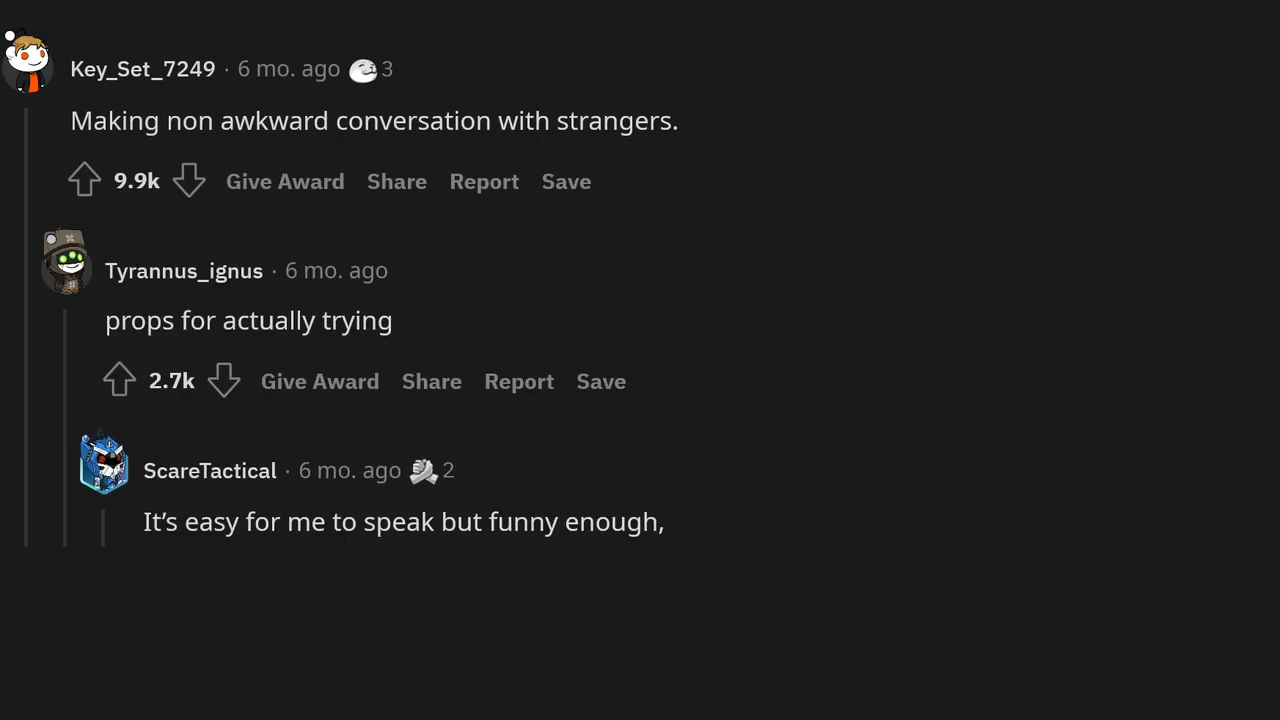 Key_Set_7249 · 6 mo. ago 3
Making non awkward conversation with strangers.
9.9k Give Award Share Report Save
Tyrannus_ignus · 6 mo. ago
props for actually trying
2.7k Give Award Share Report Save
ScareTactical · 6 mo. ago 2
It’s easy for me to speak but funny enough,